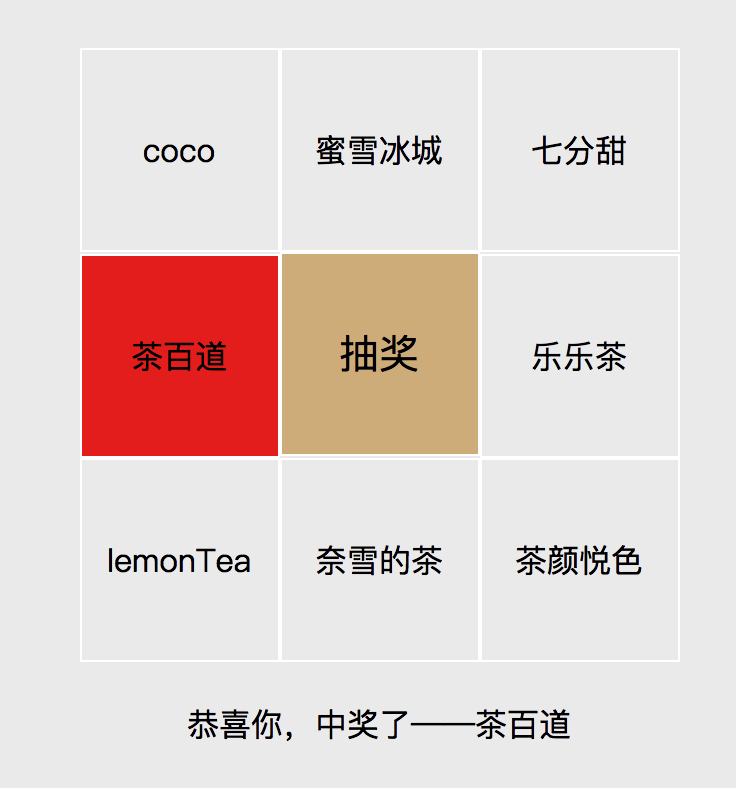 coco
蜜雪冰城
七分甜
茶百道
抽奖
乐乐茶
lemonTea
奈雪的茶
茶颜悦色
恭喜你，中奖了——茶百道